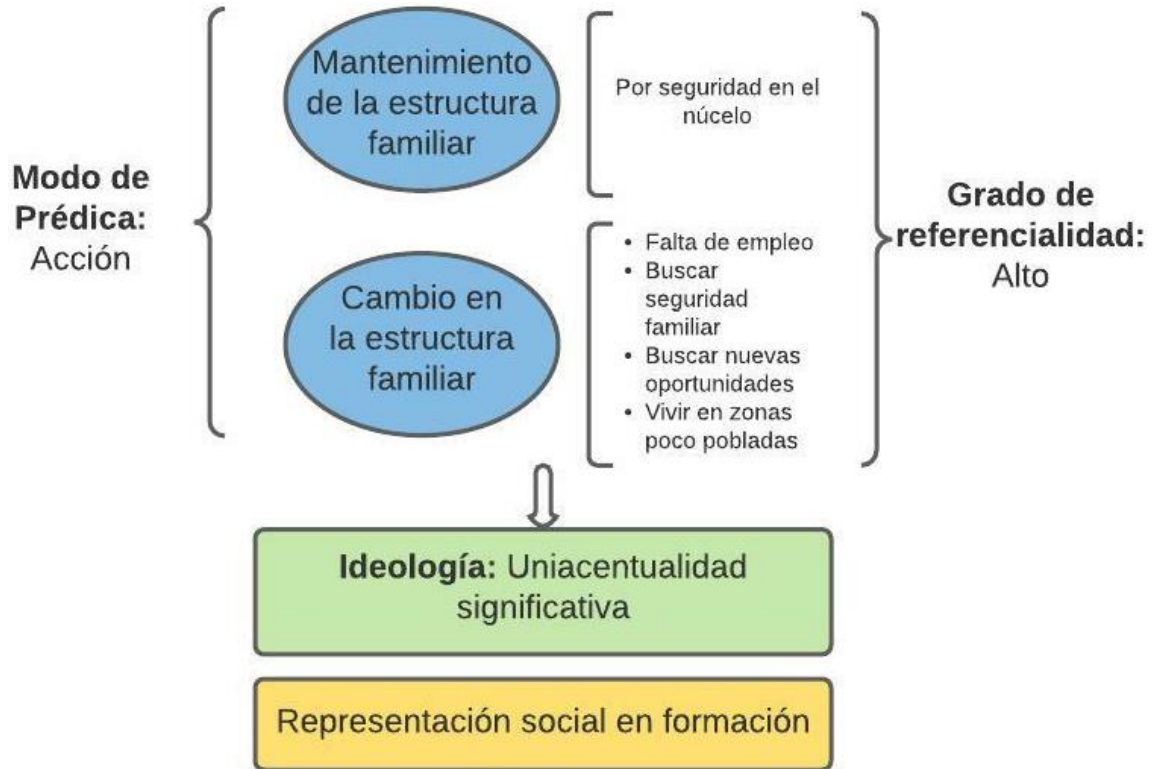 Modo de
Prédica:
Acción
Mantenimiento
de la estructura
familiar
Por seguridad en el
núcelo
Cambio en
la estructura
familiar
• Falta de empleo
• Buscar
seguridad
familiar
• Buscar nuevas
oportunidades
• Vivir en zonas
poco pobladas
Grado de
referencialidad:
Alto
Ideología: Uniacentualidad
significativa
Representación social en formación